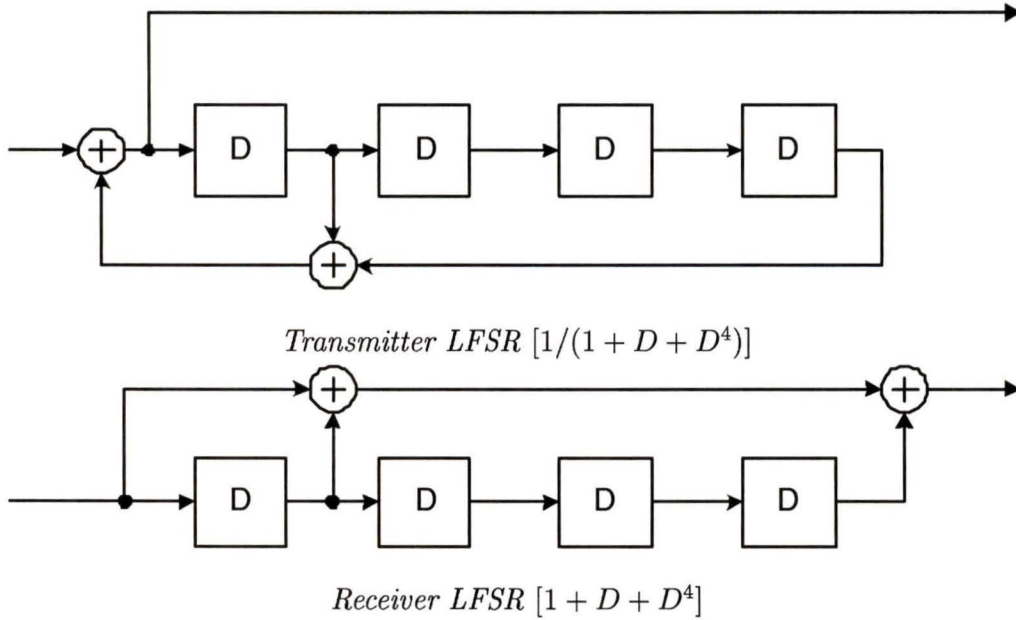 D D D D
Transmitter LFSR [1/(1 + D + D⁴)]
D D D D
Receiver LFSR [1 + D + D⁴]